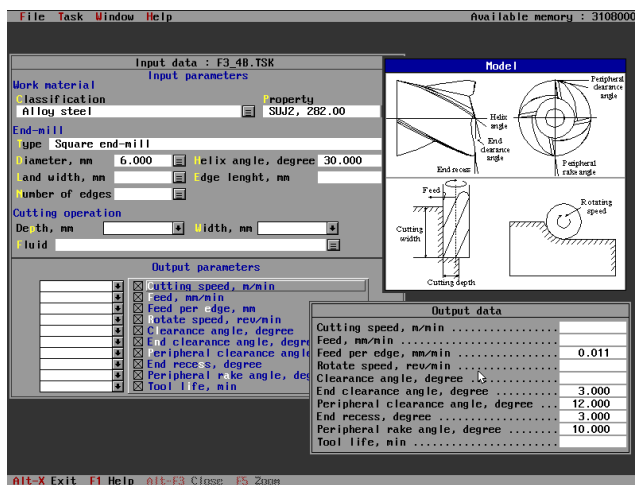 File Task Window Help Available memory : 3108000
Input data : F3_4B.TSK
Input parameters
Work material
Classification Property
Alloy steel SUJ2, 282.00
End-mill
Type Square end-mill
Diameter, mm 6.000 Helix angle, degree 30.000
Land width, mm Edge lenght, mm
Number of edges
Cutting operation
Depth, mm Width, mm
Fluid
Output parameters
Cutting speed, m/min
Feed, mm/min
Feed per edge, mm
Rotate speed, rev/min
Clearance angle, degree
End clearance angle, degre
Peripheral clearance angle
End recess, degree
Peripheral rake angle, deg
Tool life, min
Model
Peripheral
clearance
angle
Helix
angle
End
clearance
angle
End recess
Peripheral
rake angle
Feed
Rotating
speed
Cutting
width
Cutting depth
Output data
Cutting speed, m/min ..................
Feed, mm/min ..........................
Feed per edge, mm/min ................. 0.011
Rotate speed, rev/min .................
Clearance angle, degree ...............
End clearance angle, degree ........... 3.000
Peripheral clearance angle, degree ... 12.000
End recess, degree .................... 3.000
Peripheral rake angle, degree ........ 10.000
Tool life, min ........................
Alt-X Exit F1 Help Alt-F3 Close F5 Zoom